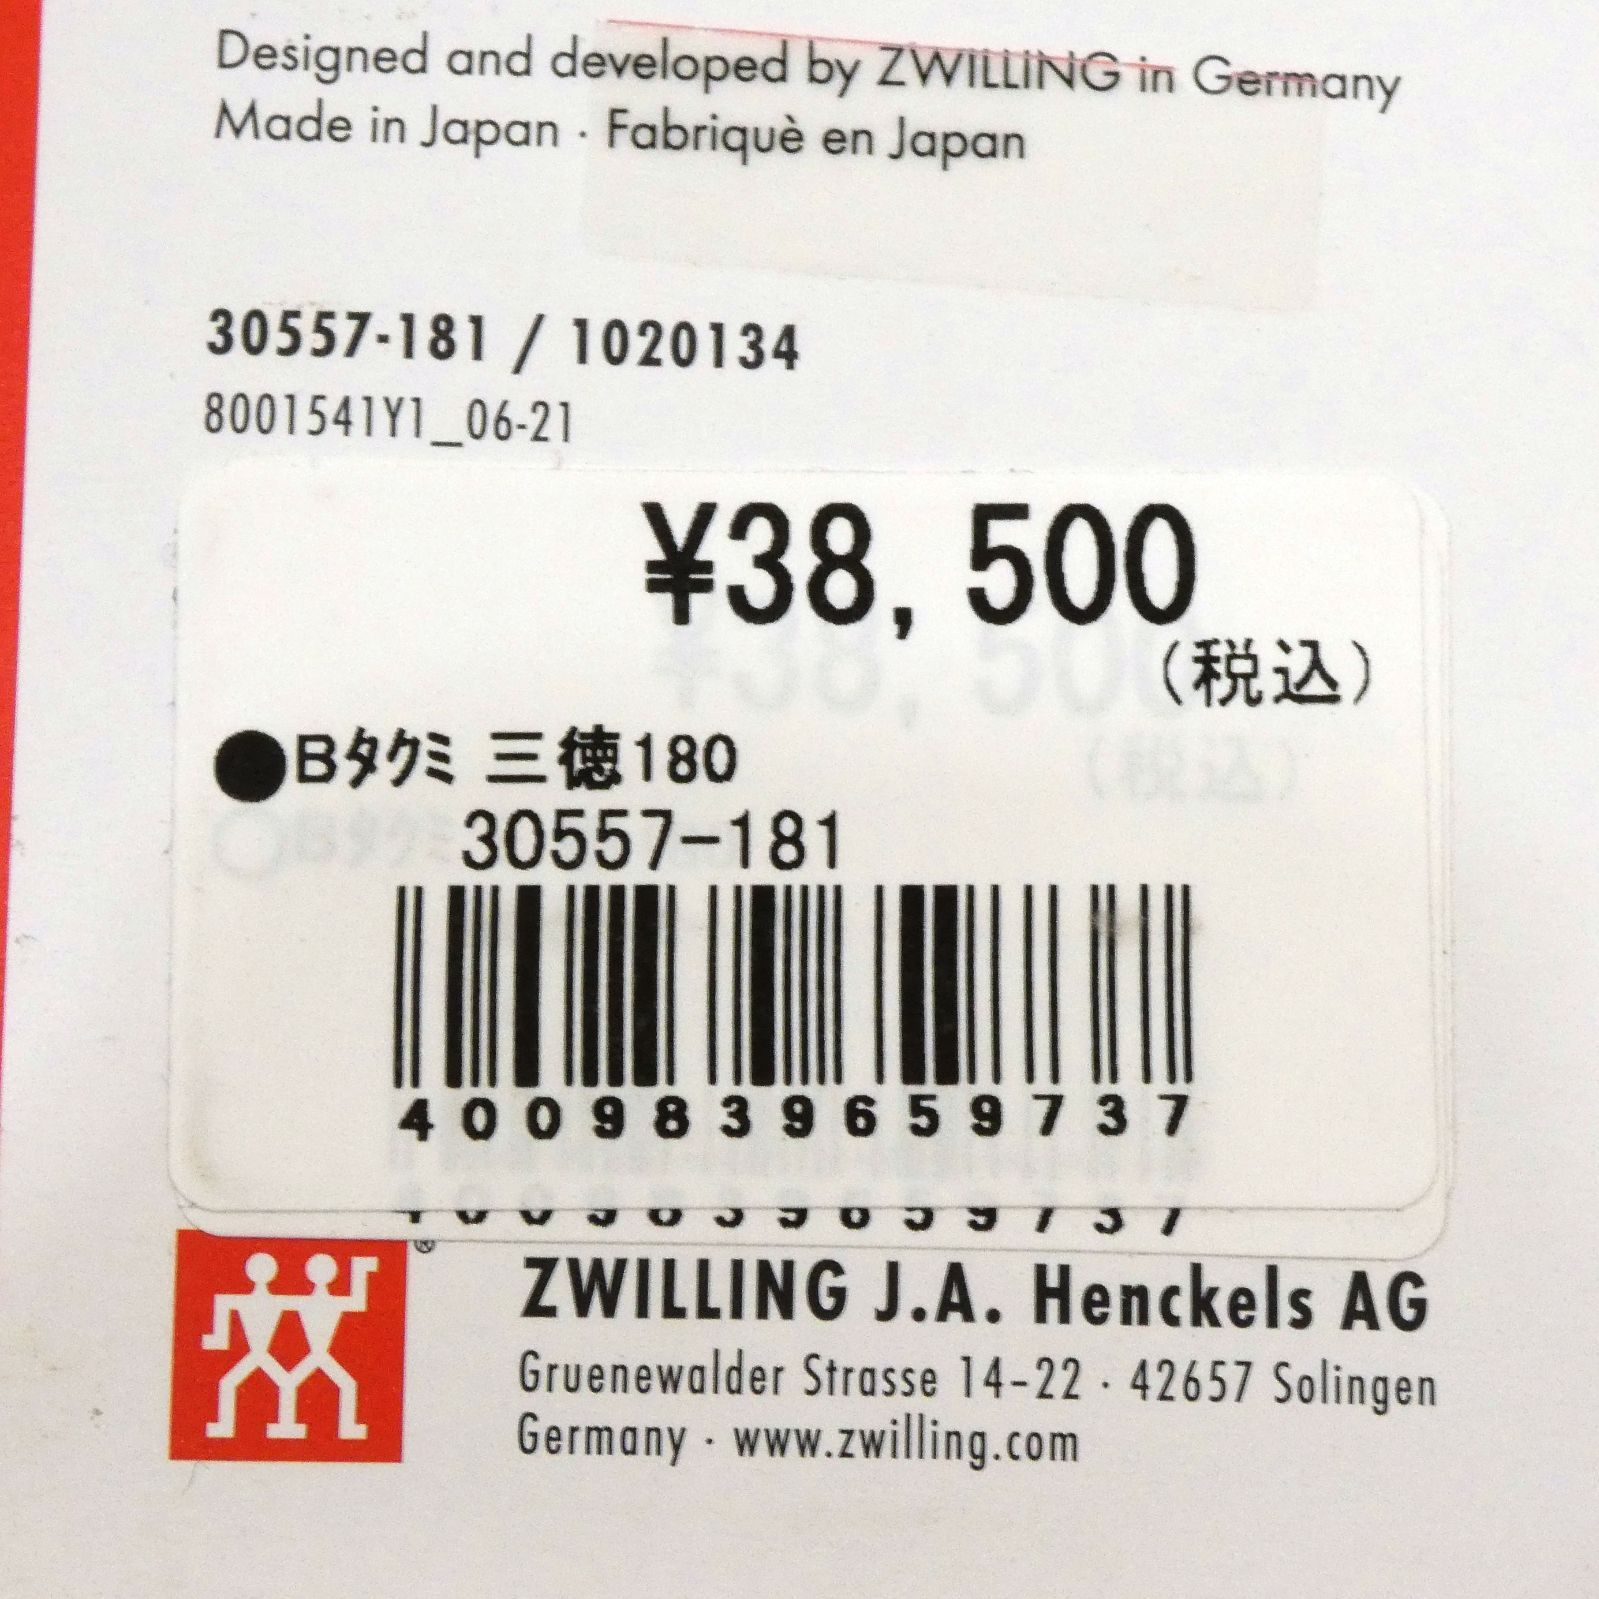 Designed and developed by ZWILLING in Germany
Made in Japan · Fabriquè en Japan
30557-181 / 1020134
8001541Y1_06-21
¥38,500
(税込)
●Bﾀｸﾐ 三徳180
30557-181
4009839659737
4009839659737
®
ZWILLING J.A. Henckels AG
Gruenewalder Strasse 14-22 · 42657 Solingen
Germany · www.zwilling.com